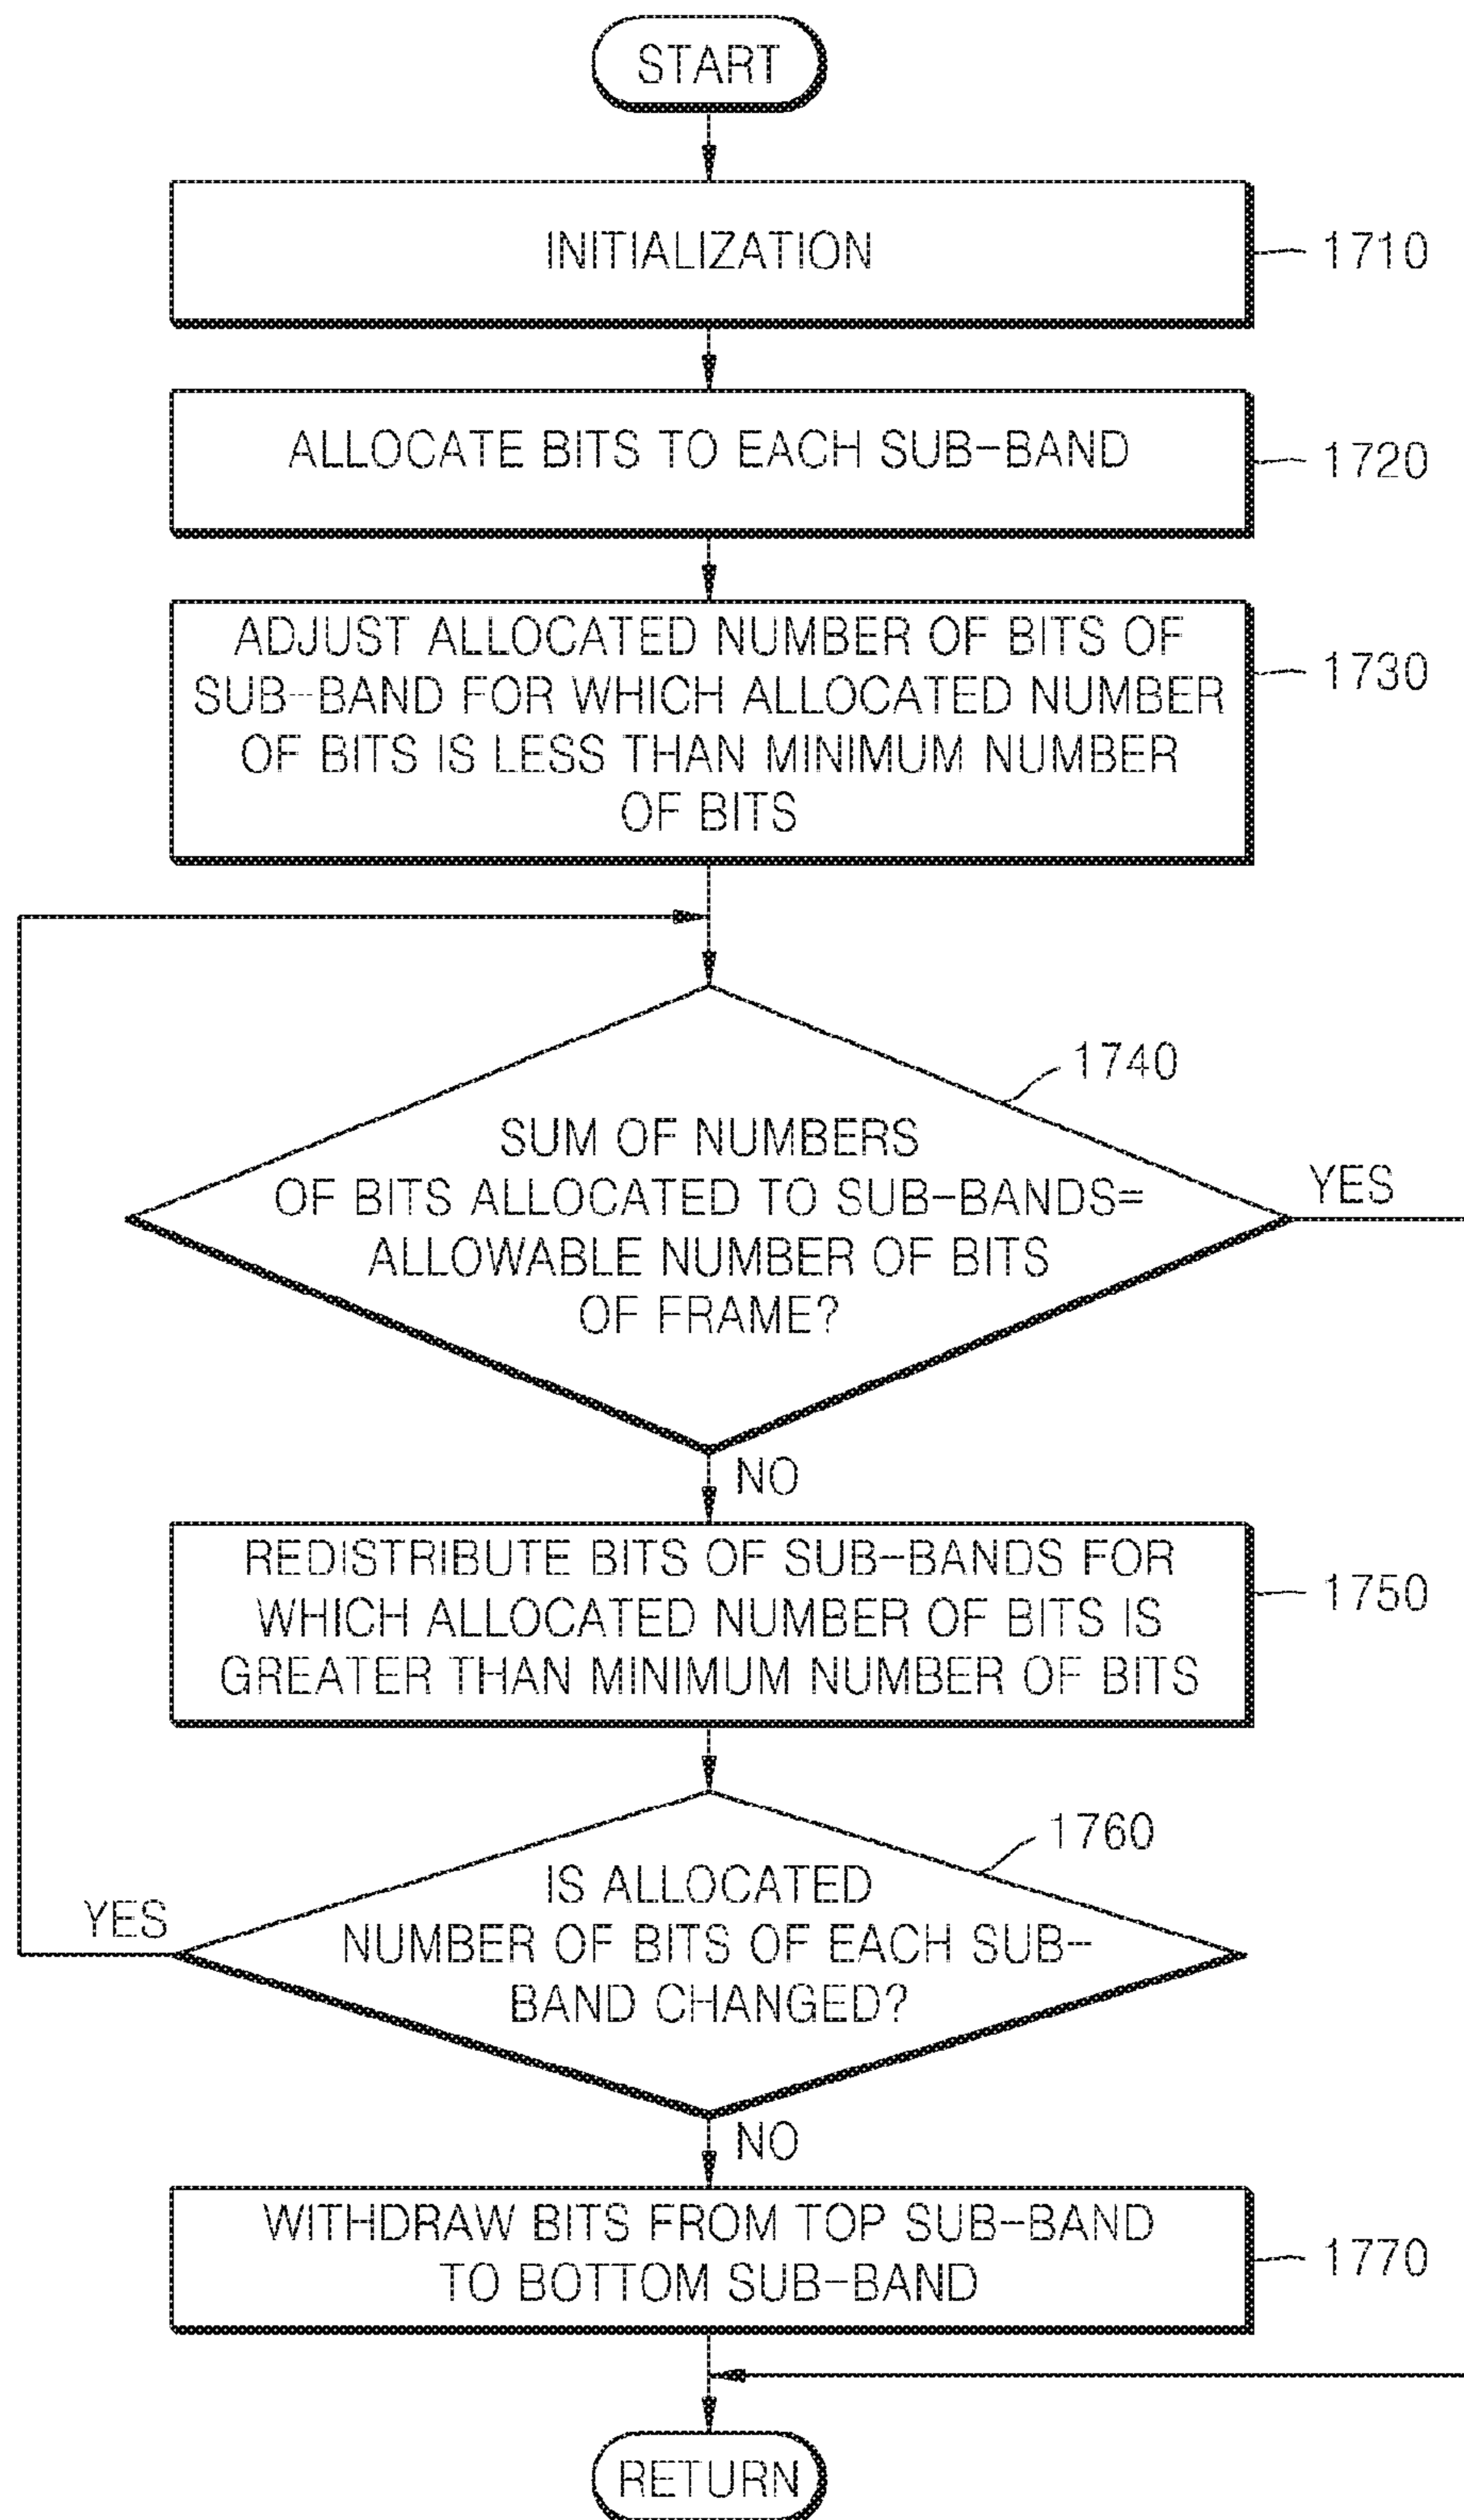 START
INITIALIZATION
1710
ALLOCATE BITS TO EACH SUB-BAND
1720
ADJUST ALLOCATED NUMBER OF BITS OF
SUB-BAND FOR WHICH ALLOCATED NUMBER
OF BITS IS LESS THAN MINIMUM NUMBER
OF BITS
1730
1740
SUM OF NUMBERS
OF BITS ALLOCATED TO SUB-BANDS=
ALLOWABLE NUMBER OF BITS
OF FRAME?
YES
NO
REDISTRIBUTE BITS OF SUB-BANDS FOR
WHICH ALLOCATED NUMBER OF BITS IS
GREATER THAN MINIMUM NUMBER OF BITS
1750
1760
IS ALLOCATED
NUMBER OF BITS OF EACH SUB-
BAND CHANGED?
YES
NO
WITHDRAW BITS FROM TOP SUB-BAND
TO BOTTOM SUB-BAND
1770
RETURN